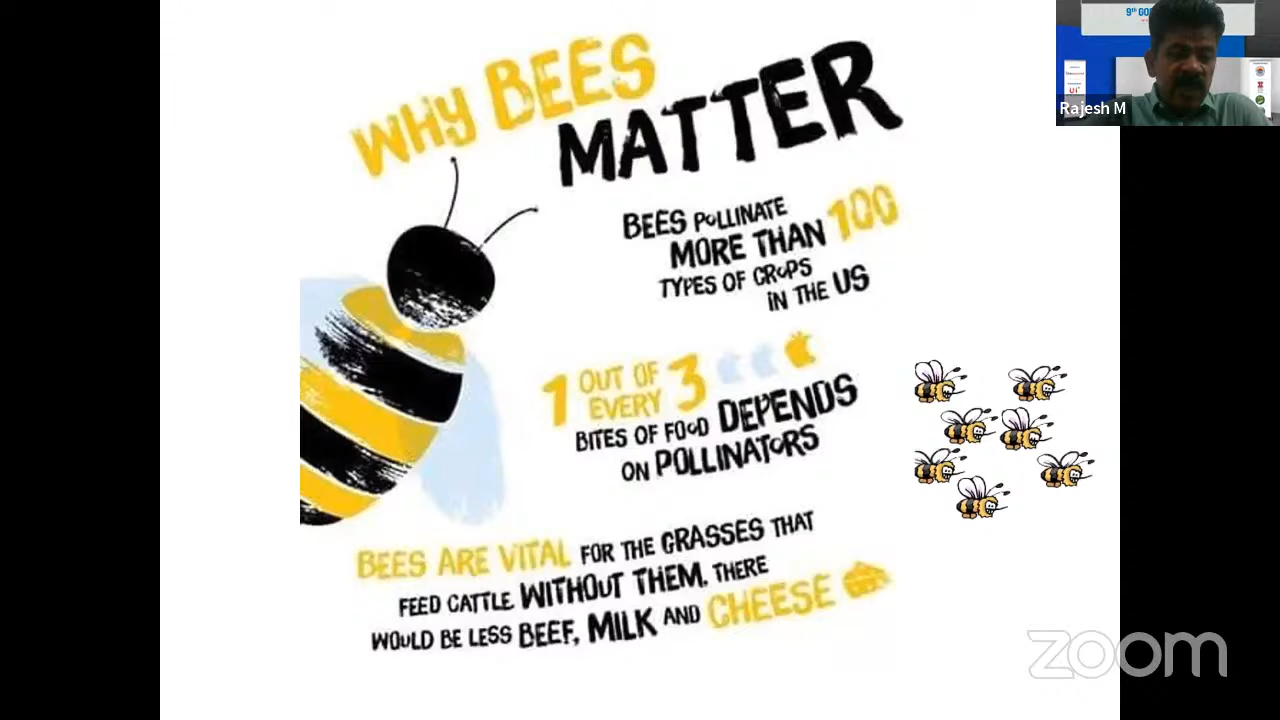 9th GO
Rajesh M
WHY BEES
MATTER
BEES POLLINATE
MORE THAN 100
TYPES OF CROPS
IN THE US
1 OUT OF
EVERY 3
BITES OF FOOD DEPENDS
ON POLLINATORS
BEES ARE VITAL FOR THE GRASSES THAT
FEED CATTLE. WITHOUT THEM, THERE
WOULD BE LESS BEEF, MILK AND CHEESE
zoom